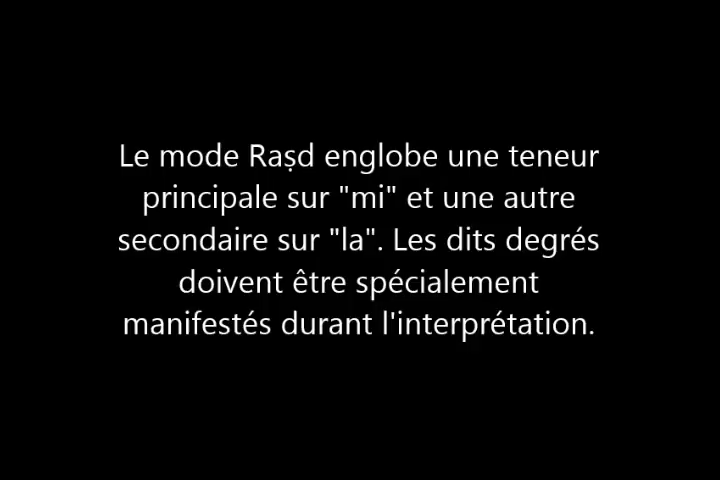 Le mode Raṣd englobe une teneur
principale sur "mi" et une autre
secondaire sur "la". Les dits degrés
doivent être spécialement
manifestés durant l'interprétation.